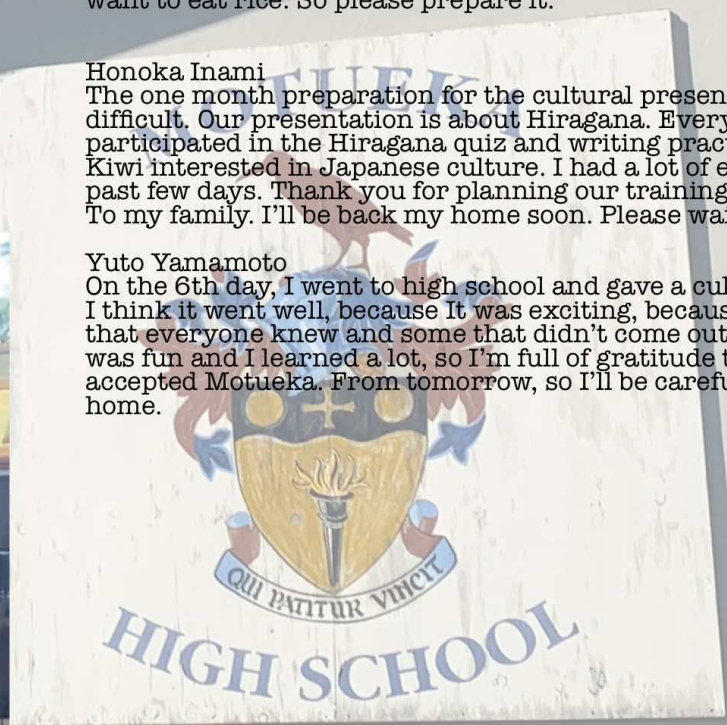 want to eat rice. So please prepare it.
Honoka Inami
The one month preparation for the cultural presen
difficult. Our presentation is about Hiragana. Every
participated in the Hiragana quiz and writing prac
Kiwi interested in Japanese culture. I had a lot of e
past few days. Thank you for planning our training
To my family. I'll be back my home soon. Please wa
Yuto Yamamoto
On the 6th day, I went to high school and gave a cul
I think it went well, because It was exciting, becaus
that everyone knew and some that didn't come out
was fun and I learned a lot, so I'm full of gratitude t
accepted Motueka. From tomorrow, so I'll be carefu
home.
MOTUEKA
QUI PATITUR VINCIT
HIGH SCHOOL